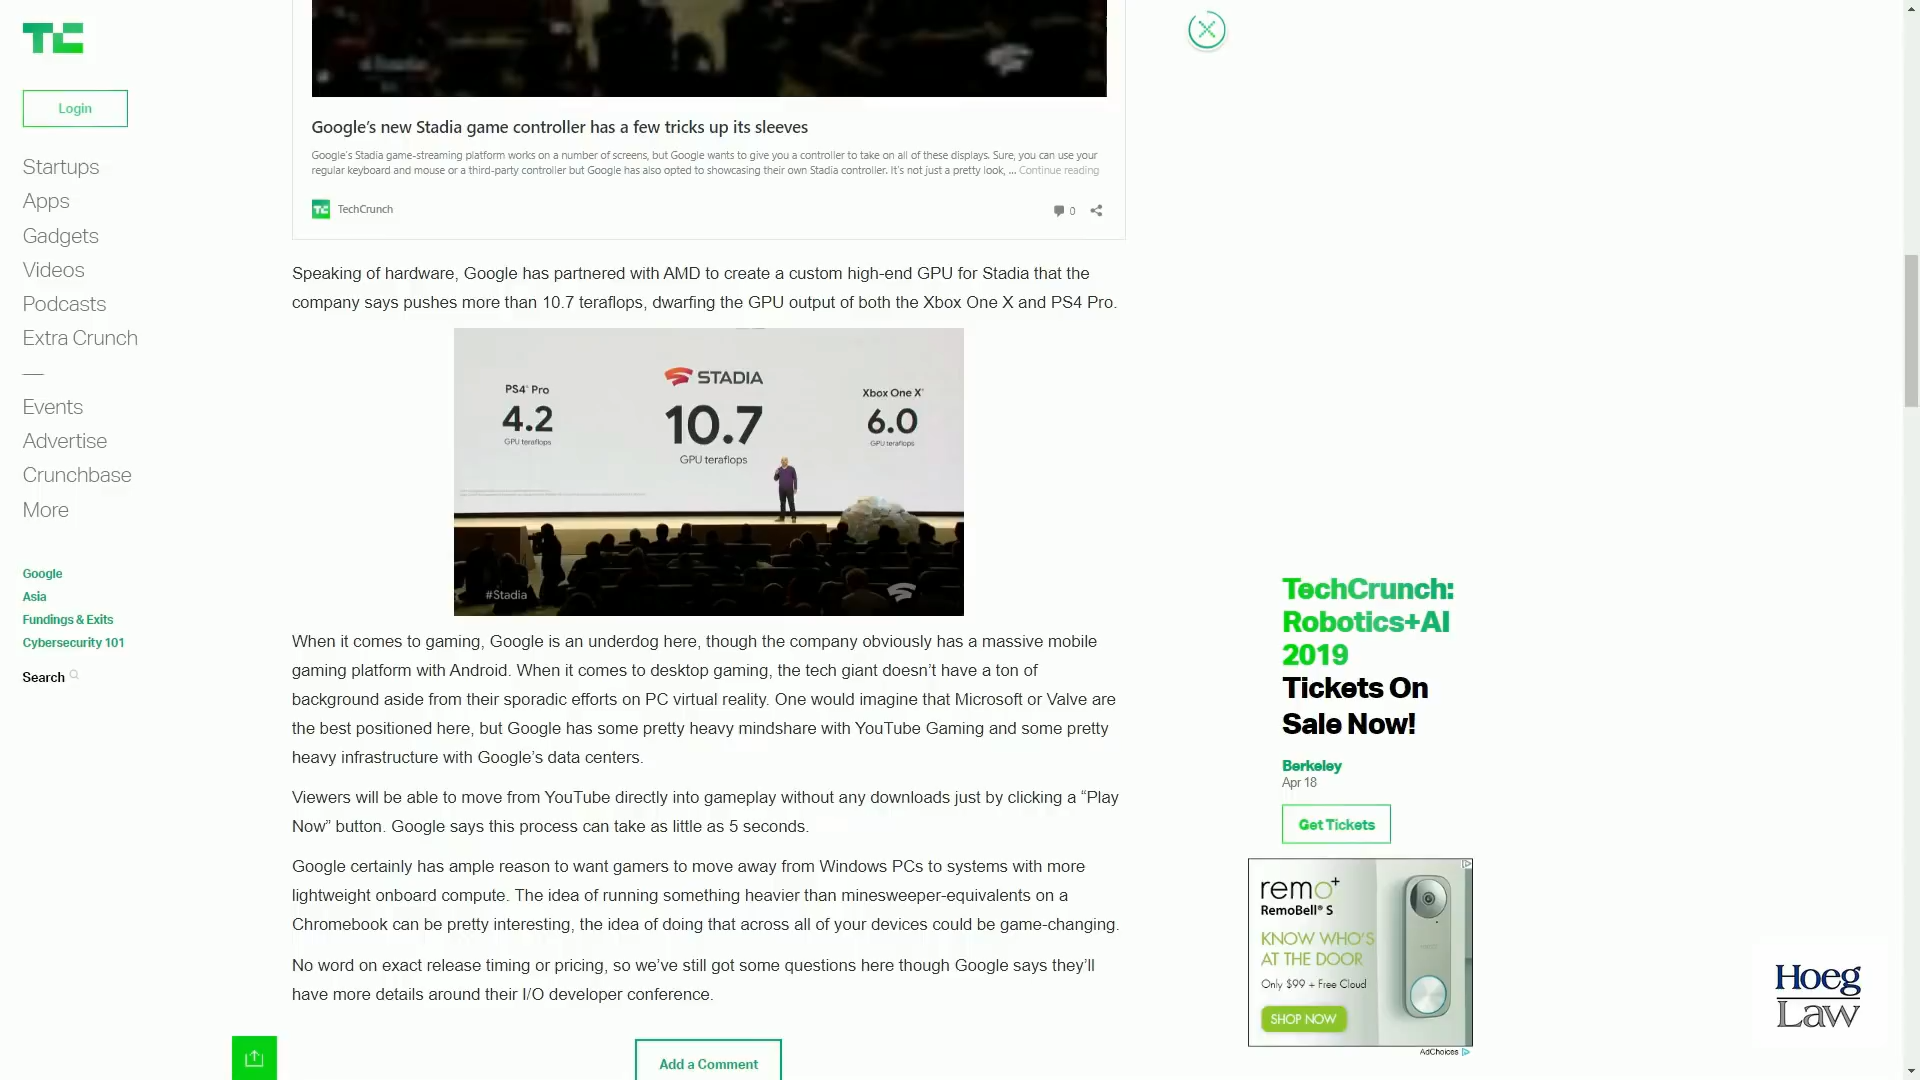 TC
Login
Startups
Apps
Gadgets
Videos
Podcasts
Extra Crunch
—
Events
Advertise
Crunchbase
More
Google
Asia
Fundings & Exits
Cybersecurity 101
Search
Google’s new Stadia game controller has a few tricks up its sleeves
Google's Stadia game-streaming platform works on a number of screens, but Google wants to give you a controller to take on all of these displays. Sure, you can use your
regular keyboard and mouse or a third-party controller but Google has also opted to showcasing their own Stadia controller. It's not just a pretty look, ... Continue reading
TC TechCrunch
0
Speaking of hardware, Google has partnered with AMD to create a custom high-end GPU for Stadia that the
company says pushes more than 10.7 teraflops, dwarfing the GPU output of both the Xbox One X and PS4 Pro.
PS4 Pro
4.2
GPU teraflops
STADIA
10.7
GPU teraflops
Xbox One X
6.0
GPU teraflops
#Stadia
When it comes to gaming, Google is an underdog here, though the company obviously has a massive mobile
gaming platform with Android. When it comes to desktop gaming, the tech giant doesn’t have a ton of
background aside from their sporadic efforts on PC virtual reality. One would imagine that Microsoft or Valve are
the best positioned here, but Google has some pretty heavy mindshare with YouTube Gaming and some pretty
heavy infrastructure with Google’s data centers.
Viewers will be able to move from YouTube directly into gameplay without any downloads just by clicking a “Play
Now” button. Google says this process can take as little as 5 seconds.
Google certainly has ample reason to want gamers to move away from Windows PCs to systems with more
lightweight onboard compute. The idea of running something heavier than minesweeper-equivalents on a
Chromebook can be pretty interesting, the idea of doing that across all of your devices could be game-changing.
No word on exact release timing or pricing, so we’ve still got some questions here though Google says they’ll
have more details around their I/O developer conference.
Add a Comment
TechCrunch:
Robotics+AI
2019
Tickets On
Sale Now!
Berkeley
Apr 18
Get Tickets
remo+
RemoBell® S
KNOW WHO'S
AT THE DOOR
Only $99 + Free Cloud
SHOP NOW
AdChoices
Hoeg
Law